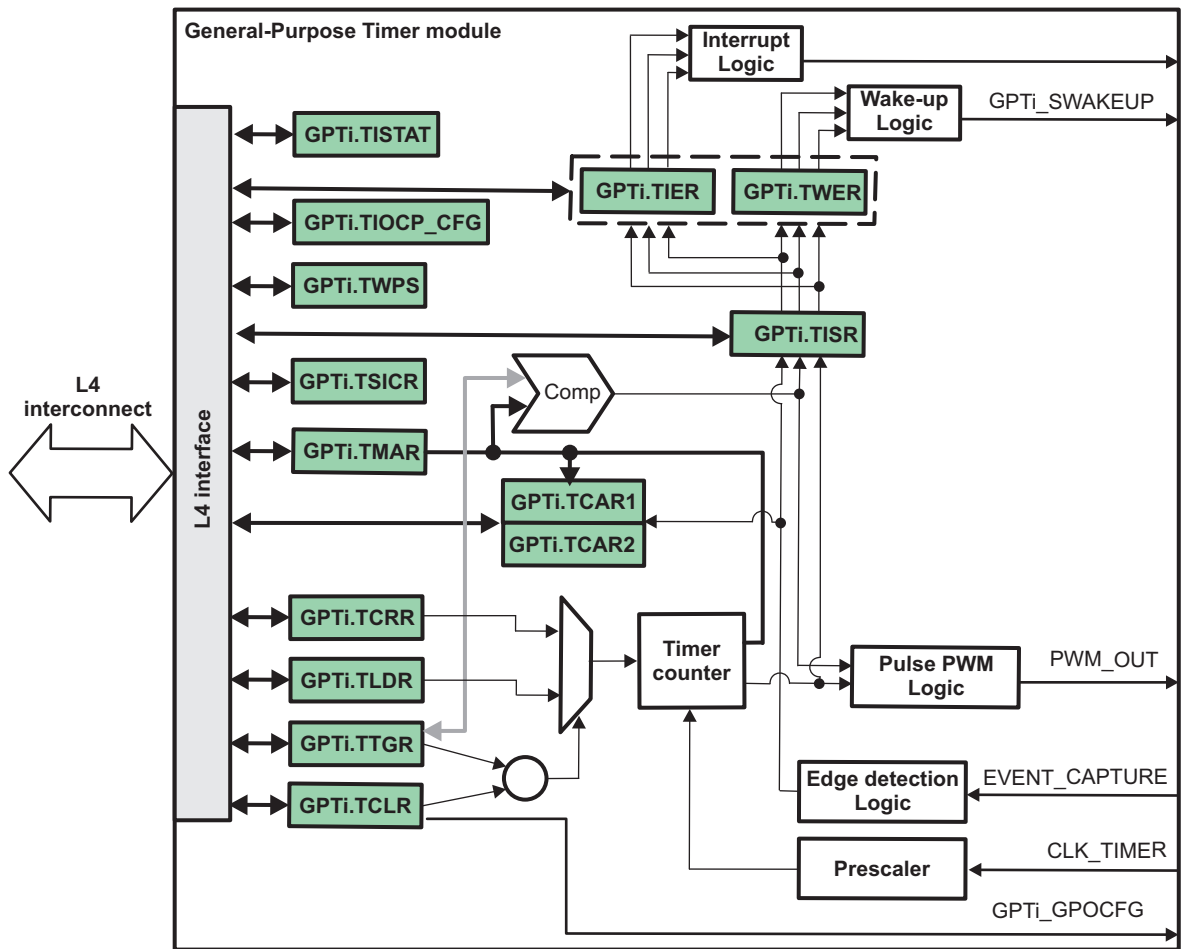 General-Purpose Timer module
Interrupt
Logic
Wake-up
Logic
GPTi_SWAKEUP
GPTi.TISTAT
GPTi.TIER
GPTi.TWER
GPTi.TIOCP_CFG
GPTi.TWPS
GPTi.TISR
L4
interconnect
L4 interface
GPTi.TSICR
Comp
GPTi.TMAR
GPTi.TCAR1
GPTi.TCAR2
GPTi.TCRR
Timer
counter
Pulse PWM
Logic
PWM_OUT
GPTi.TLDR
GPTi.TTGR
GPTi.TCLR
Edge detection
Logic
EVENT_CAPTURE
Prescaler
CLK_TIMER
GPTi_GPOCFG